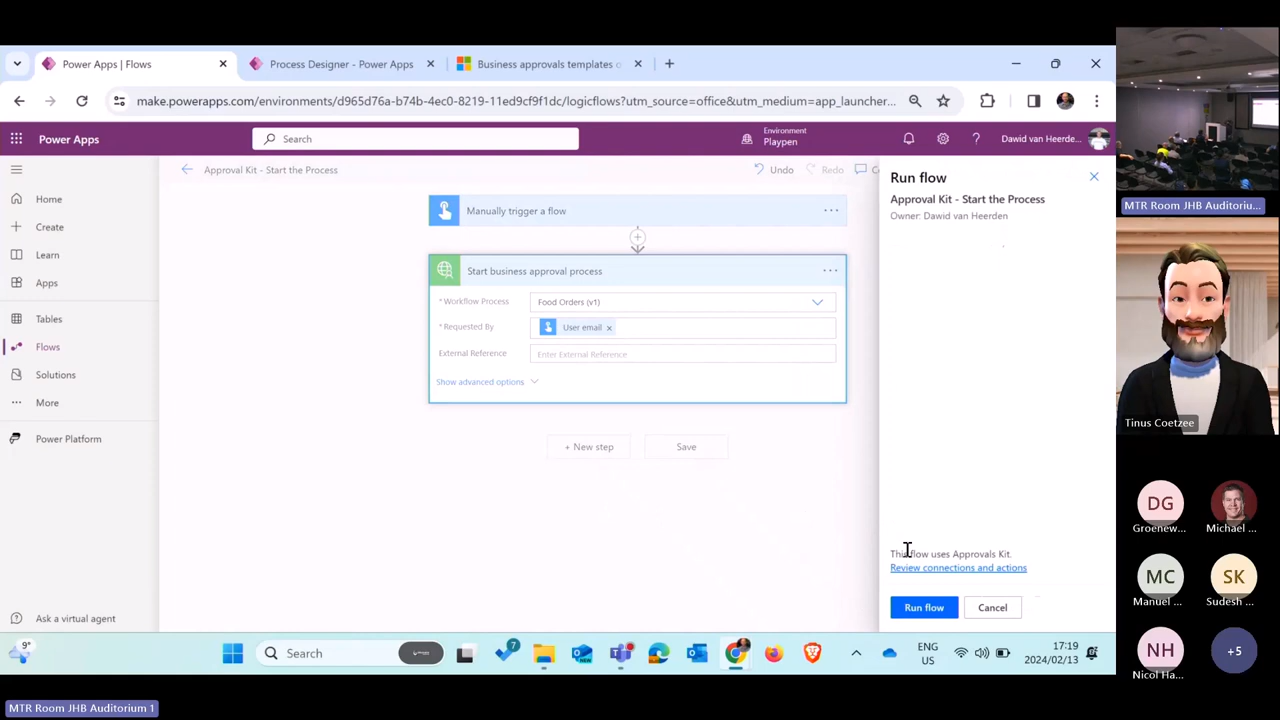 Power Apps | Flows
Process Designer - Power Apps
Business approvals templates o
make.powerapps.com/environments/d965d76a-b74b-4ec0-8219-11ed9cf9f1dc/logicflows?utm_source=office&utm_medium=app_launcher...
Power Apps
Search
Environment
Playpen
Dawid van Heerde...
Approval Kit - Start the Process
Undo
Redo
Run flow
Approval Kit - Start the Process
Owner: Dawid van Heerden
Home
Create
Learn
Apps
Tables
Flows
Solutions
More
Power Platform
Ask a virtual agent
Manually trigger a flow
Start business approval process
* Workflow Process
Food Orders (v1)
* Requested By
User email
External Reference
Enter External Reference
Show advanced options
+ New step
Save
This flow uses Approvals Kit.
Review connections and actions
Run flow
Cancel
MTR Room JHB Auditoriu...
Tinus Coetzee
DG
Groenew...
Michael ...
MC
Manuel ...
SK
Sudesh ...
NH
Nicol Ha...
+5
9°
Search
7
ENG
US
17:19
2024/02/13
MTR Room JHB Auditorium 1